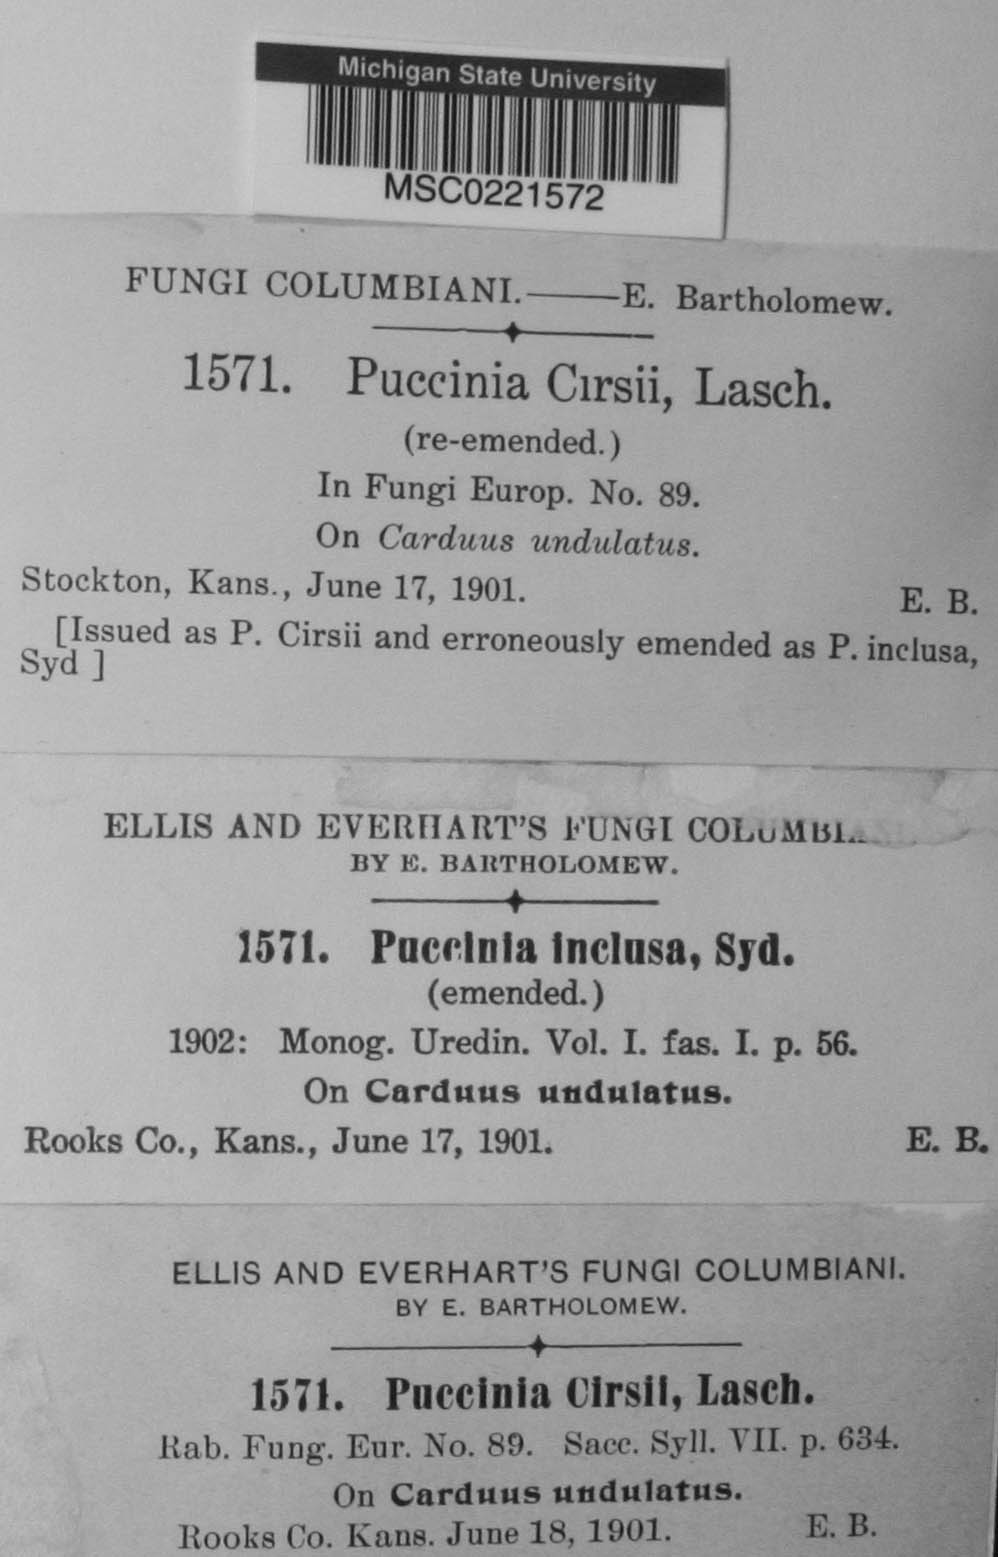 Michigan State University
MSC0221572
FUNGI COLUMBIANI.——E. Bartholomew.
1571. Puccinia Cirsii, Lasch.
(re-emended.)
In Fungi Europ. No. 89.
On Carduus undulatus.
Stockton, Kans., June 17, 1901. E. B.
[Issued as P. Cirsii and erroneously emended as P. inclusa,
Syd ]
ELLIS AND EVERHART'S FUNGI COLUMBIANI.
BY E. BARTHOLOMEW.
1571. Puccinia inclusa, Syd.
(emended.)
1902: Monog. Uredin. Vol. I. fas. I. p. 56.
On Carduus undulatus.
Rooks Co., Kans., June 17, 1901. E. B.
ELLIS AND EVERHART'S FUNGI COLUMBIANI.
BY E. BARTHOLOMEW.
1571. Puccinia Cirsii, Lasch.
Rab. Fung. Eur. No. 89. Sacc. Syll. VII. p. 634.
On Carduus undulatus.
Rooks Co. Kans. June 18, 1901. E. B.